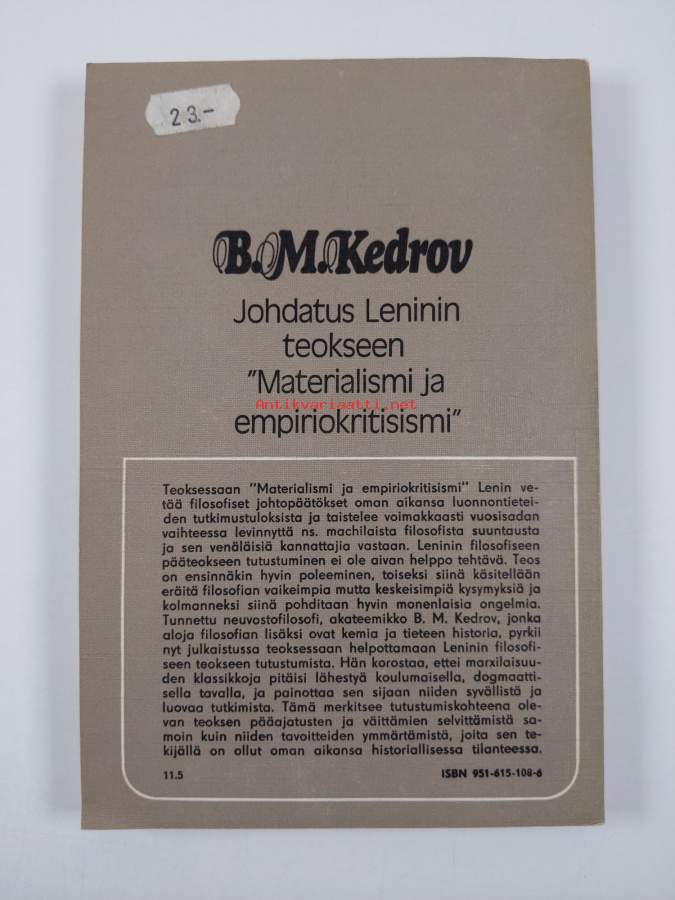 23.-
B.M.Kedrov
Johdatus Leninin
teokseen
"Materialismi ja
Antikvariaatti.net
empiriokritisismi"
Teoksessaan "Materialismi ja empiriokritisismi" Lenin ve-
tää filosofiset johtopäätökset oman aikansa luonnontietei-
den tutkimustuloksista ja taistelee voimakkaasti vuosisadan
vaihteessa levinnyttä ns. machilaista filosofista suuntausta
ja sen venäläisiä kannattajia vastaan. Leninin filosofiseen
pääteokseen tutustuminen ei ole aivan helppo tehtävä. Teos
on ensinnäkin hyvin poleeminen, toiseksi siinä käsitellään
eräitä filosofian vaikeimpia mutta keskeisimpiä kysymyksiä ja
kolmanneksi siinä pohditaan hyvin monenlaisia ongelmia.
Tunnettu neuvostofilosofi, akateemikko B. M. Kedrov, jonka
aloja filosofian lisäksi ovat kemia ja tieteen historia, pyrkii
nyt julkaistussa teoksessaan helpottamaan Leninin filosofi-
seen teokseen tutustumista. Hän korostaa, ettei marxilaisuu-
den klassikkoja pitäisi lähestyä koulumaisella, dogmaatti-
sella tavalla, ja painottaa sen sijaan niiden syvällistä ja
luovaa tutkimista. Tämä merkitsee tutustumiskohteena ole-
van teoksen pääajatusten ja väittämien selvittämistä sa-
moin kuin niiden tavoitteiden ymmärtämistä, joita sen te-
kijällä on ollut oman aikansa historiallisessa tilanteessa.
11.5 ISBN 951-615-108-6